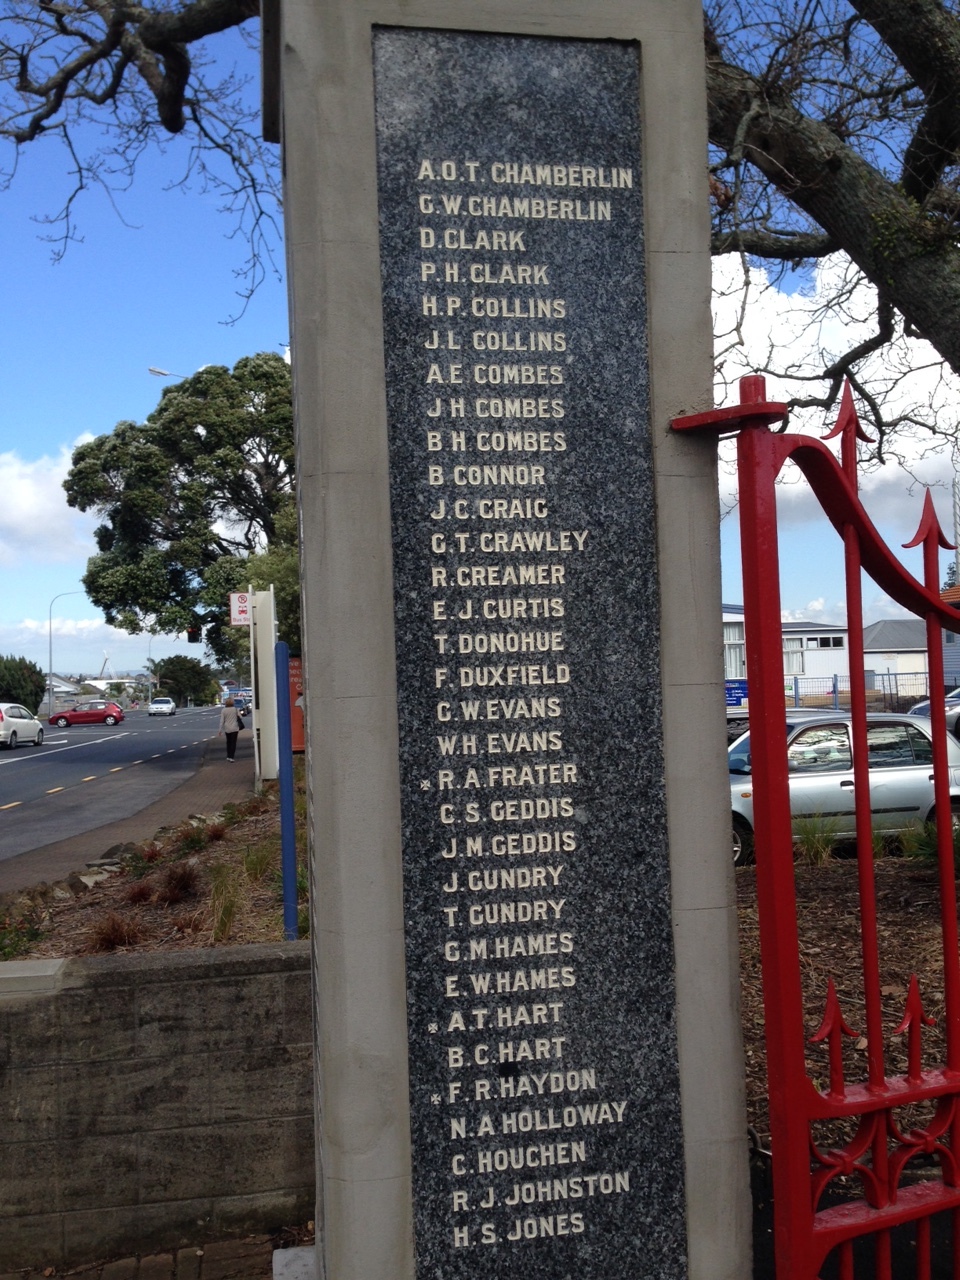 A.O.T. CHAMBERLIN
G.W. CHAMBERLIN
D. CLARK
P.H. CLARK
H.P. COLLINS
J.L COLLINS
A.E COMBES
J.H COMBES
B H. COMBES
B CONNOR
J.C. CRAIG
G.T. CRAWLEY
R. CREAMER
E.J. CURTIS
T. DONOHUE
F. DUXFIELD
G.W. EVANS
W.H. EVANS
R.A. FRATER
C.S. GEDDIS
J.M. GEDDIS
J. GUNDRY
T. GUNDRY
G.M. HAMES
E.W. HAMES
A.T. HART
B.C. HART
F.R. HAYDON
N.A HOLLOWAY
C. HOUCHEN
R.J. JOHNSTON
H.S. JONES